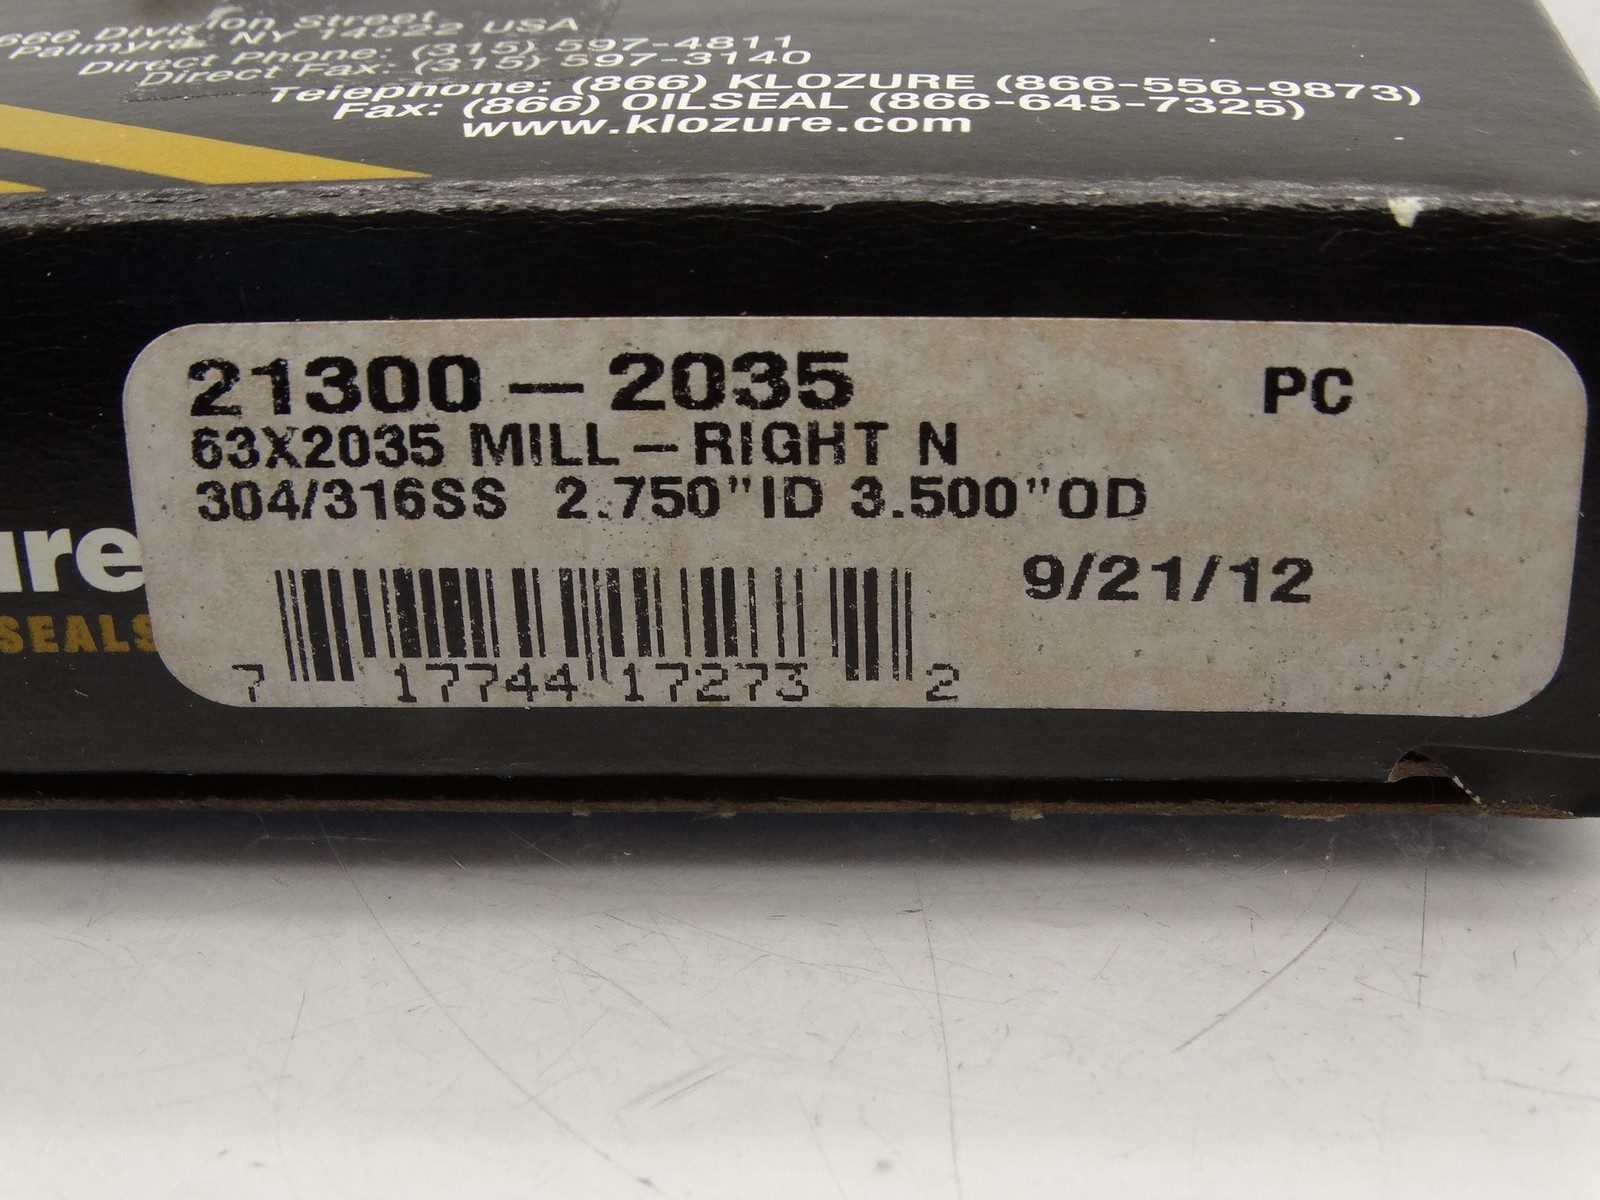 666 Division Street
Palmyra, NY 14522 USA
Direct Phone: (315) 597-4811
Direct Fax: (315) 597-3140
Telephone: (866) KLOZURE (866-556-9873)
Fax: (866) OILSEAL (866-645-7325)
www.klozure.com
21300-2035 PC
63X2035 MILL-RIGHT N
304/316SS 2.750"ID 3.500"OD
9/21/12
ure
SEALS
7 17744 17273 2